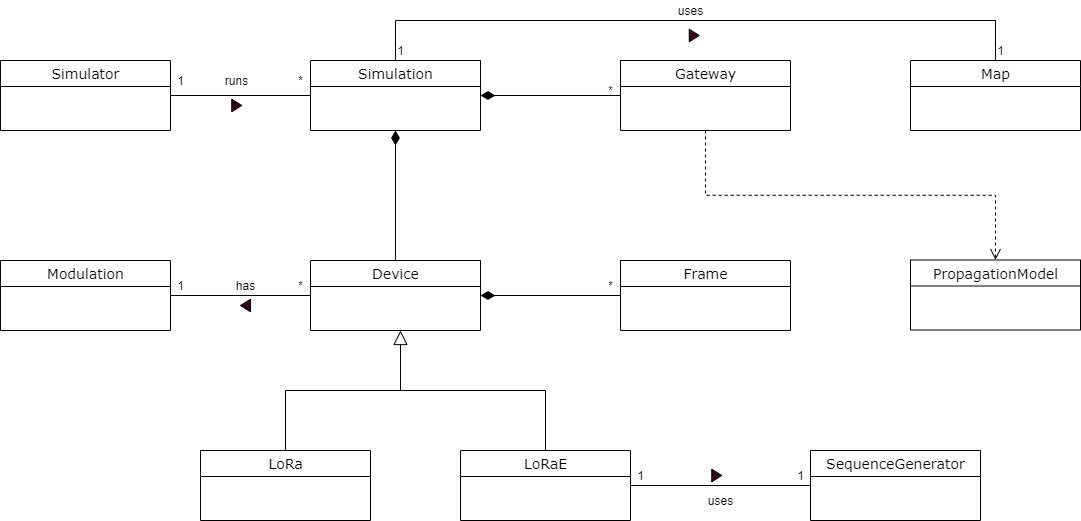 uses
1
1
Simulator
Simulation
Gateway
Map
1
runs
*
*
Modulation
Device
Frame
PropagationModel
1
has
*
*
LoRa
LoRaE
SequenceGenerator
1
1
uses